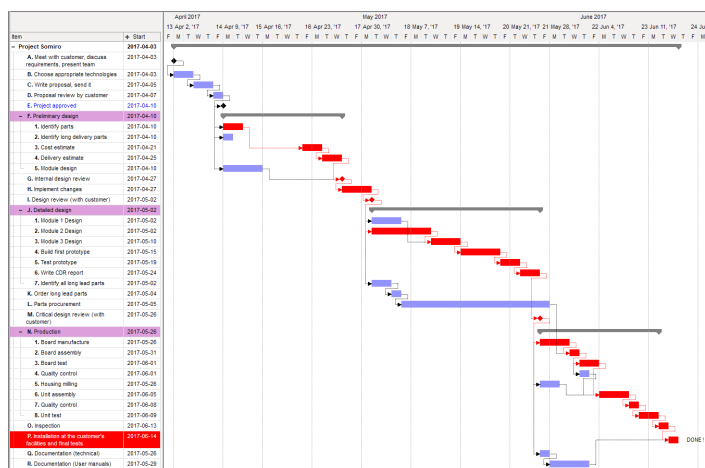 April 2017 May 2017 June 2017
13 Apr 2, '17 14 Apr 9, '17 15 Apr 16, '17 16 Apr 23, '17 17 Apr 30, '17 18 May 7, '17 19 May 14, '17 20 May 21, '17 21 May 28, '17 22 Jun 4, '17 23 Jun 11, '17 24 Ju
Item Start F M T W T F M T W T F M T W T F M T W T F M T W T F M T W T F M T W T F M T W T F M T W T F M T W T F M T W T F
Project Somiro 2017-04-03
A. Meet with customer, discuss 2017-04-03
requirements, present team
B. Choose appropriate technologies 2017-04-03
C. Write proposal, send it 2017-04-05
D. Proposal review by customer 2017-04-07
E. Project approved 2017-04-10
F. Preliminary design 2017-04-10
1. Identify parts 2017-04-10
2. Identify long delivery parts 2017-04-10
3. Cost estimate 2017-04-21
4. Delivery estimate 2017-04-25
5. Module design 2017-04-10
G. Internal design review 2017-04-27
H. Implement changes 2017-04-27
I. Design review (with customer) 2017-05-02
J. Detailed design 2017-05-02
1. Module 1 Design 2017-05-02
2. Module 2 Design 2017-05-02
3. Module 3 Design 2017-05-10
4. Build first prototype 2017-05-15
5. Test prototype 2017-05-19
6. Write CDR report 2017-05-24
7. Identify all long lead parts 2017-05-02
K. Order long lead parts 2017-05-04
L. Parts procurement 2017-05-05
M. Critical design review (with 2017-05-26
customer)
N. Production 2017-05-26
1. Board manufacture 2017-05-26
2. Board assembly 2017-05-31
3. Board test 2017-06-01
4. Quality control 2017-06-01
5. Housing milling 2017-05-26
6. Unit assembly 2017-06-05
7. Quality control 2017-06-08
8. Unit test 2017-06-09
O. Inspection 2017-06-13
P. Installation at the customer's 2017-06-14
facilities and final tests DONE
Q. Documentation (technical) 2017-05-26
R. Documentation (User manuals) 2017-05-29